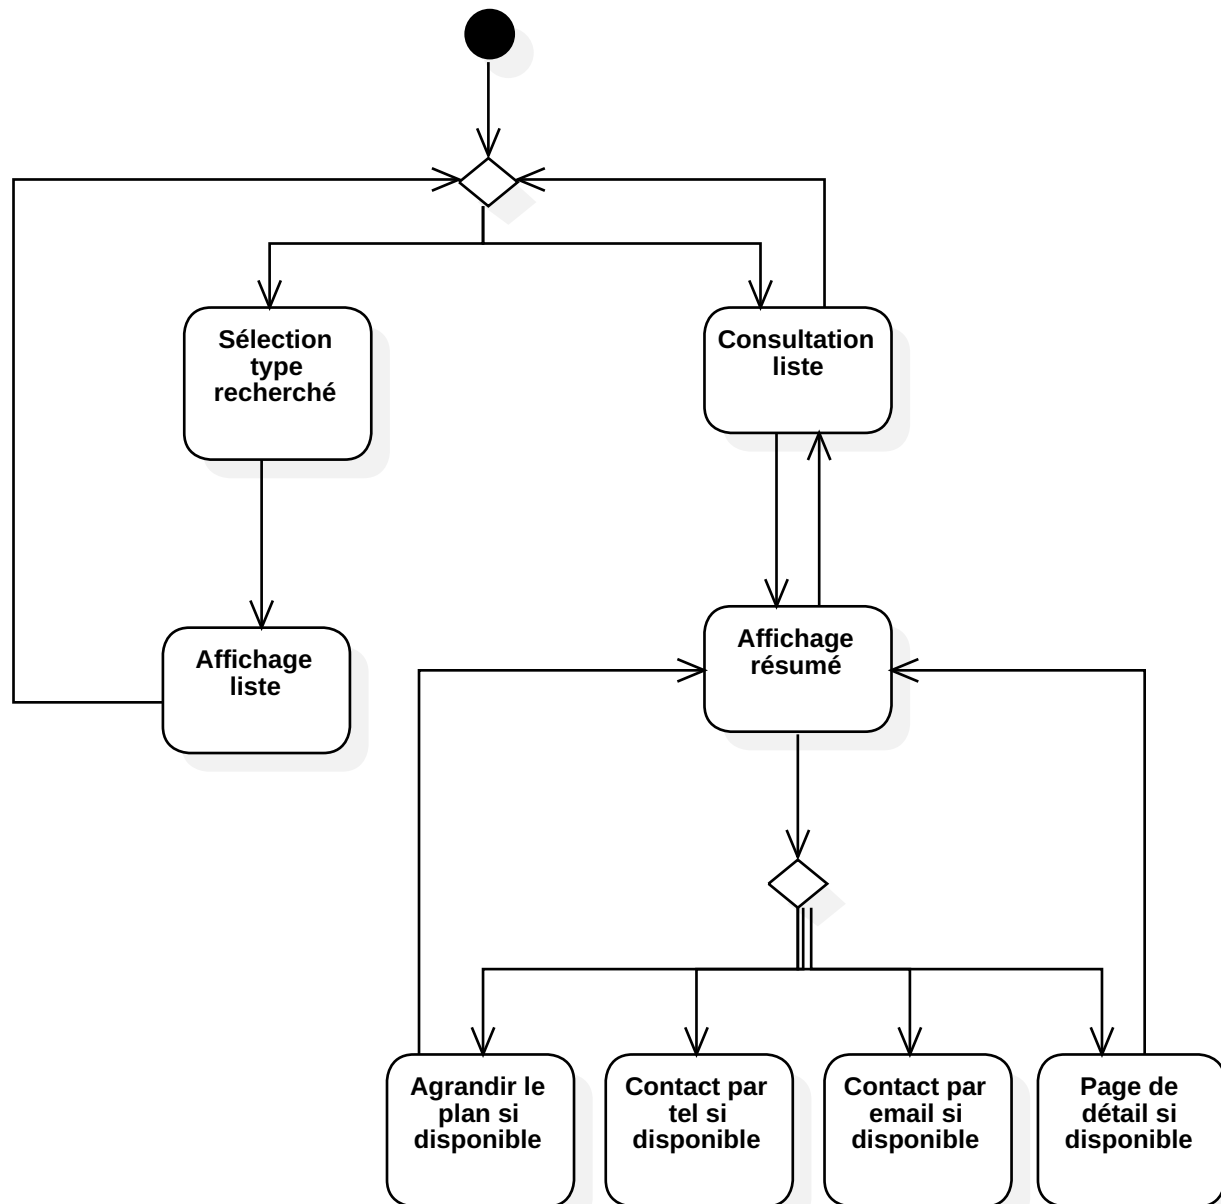 Sélection
type
recherché
Consultation
liste
Affichage
liste
Affichage
résumé
Agrandir le
plan si
disponible
Contact par
tel si
disponible
Contact par
email si
disponible
Page de
détail si
disponible